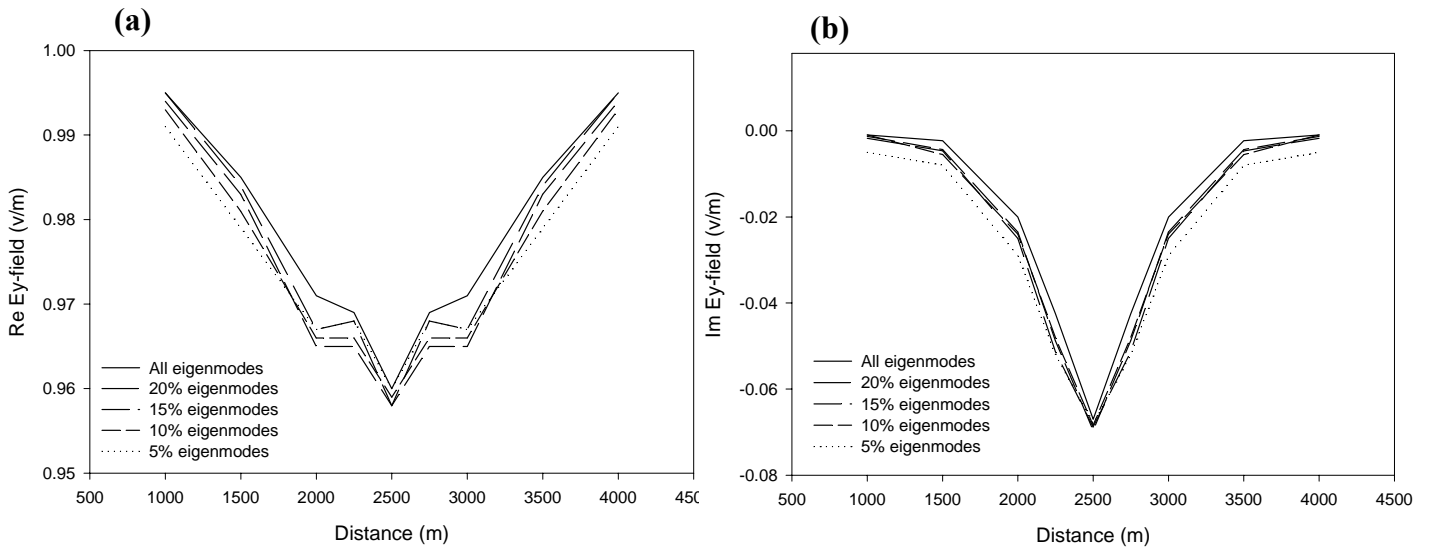 (a)
1.00
0.99
0.98
0.97
0.96
0.95
Re Ey-field (v/m)
All eigenmodes
20% eigenmodes
15% eigenmodes
10% eigenmodes
5% eigenmodes
500 1000 1500 2000 2500 3000 3500 4000 450
Distance (m)
(b)
0.00
-0.02
-0.04
-0.06
-0.08
Im Ey-field (v/m)
All eigenmodes
20% eigenmodes
15% eigenmodes
10% eigenmodes
5% eigenmodes
500 1000 1500 2000 2500 3000 3500 4000 4500
Distance (m)